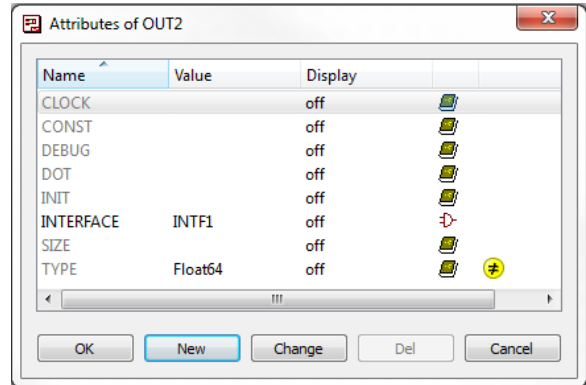 Attributes of OUT2
Name Value Display
CLOCK off
CONST off
DEBUG off
DOT off
INIT off
INTERFACE INTF1 off
SIZE off
TYPE Float64 off
OK New Change Del Cancel